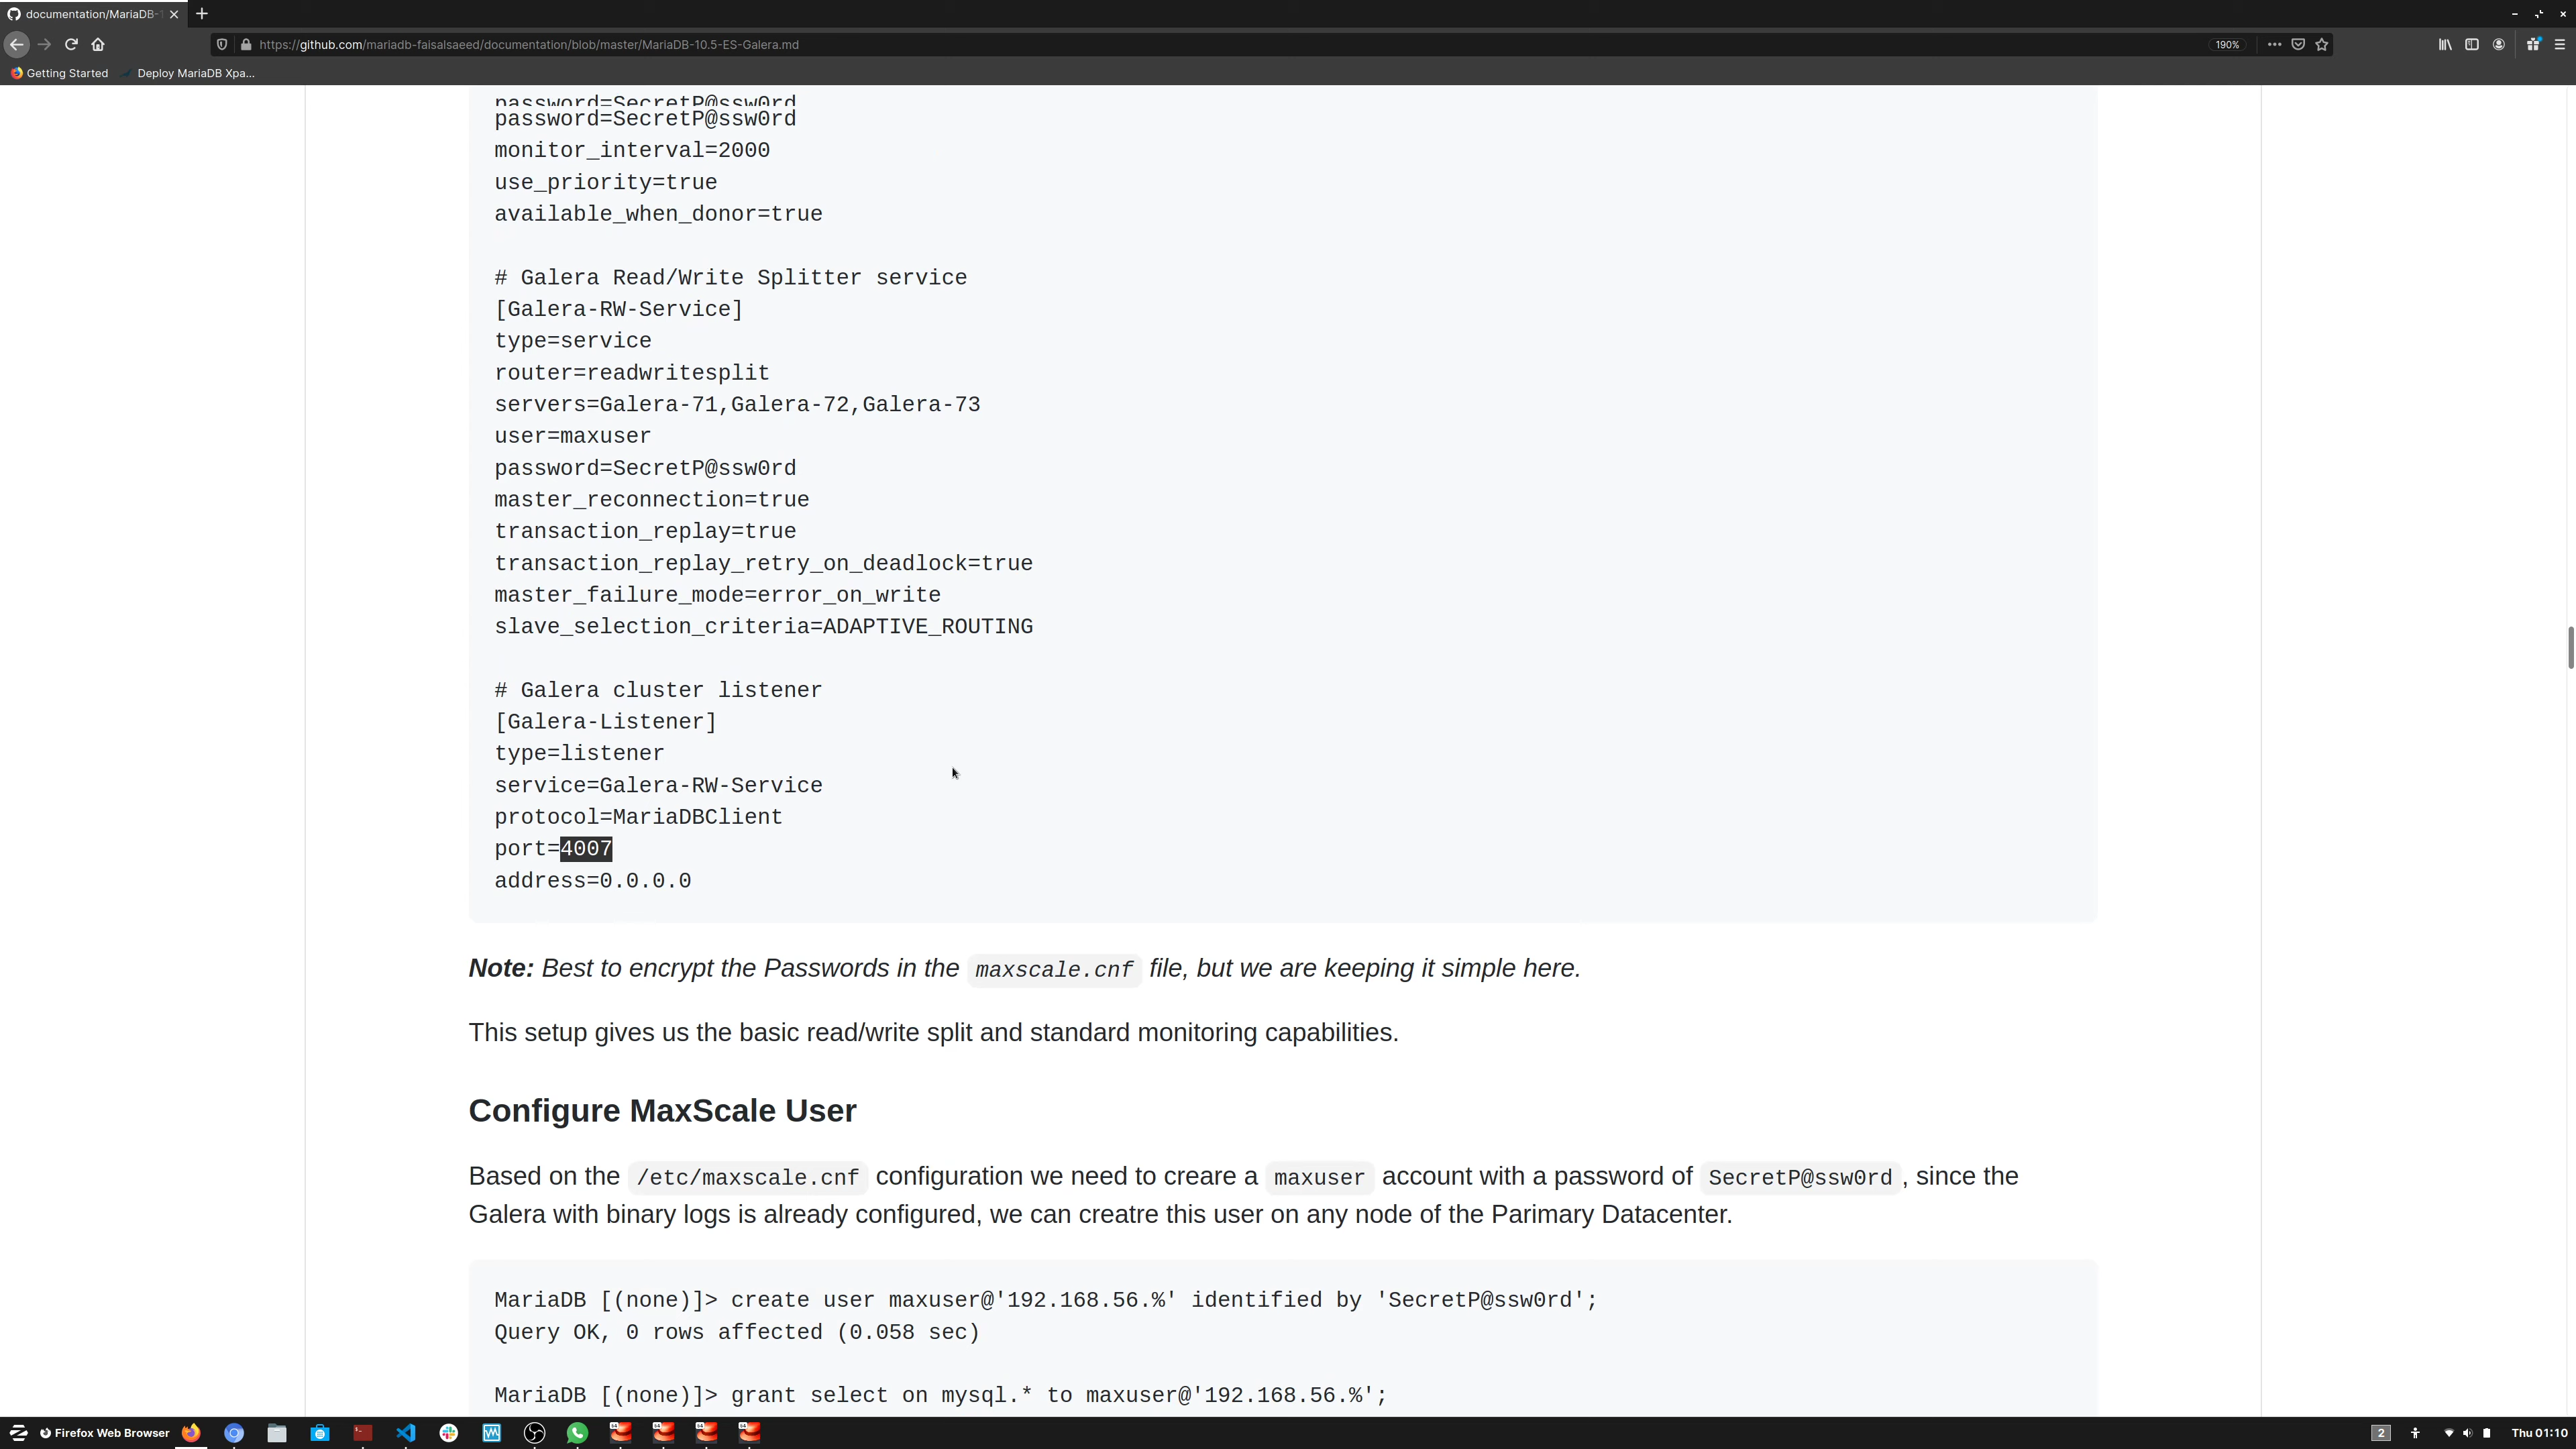 documentation/MariaDB-1
https://github.com/mariadb-faisalsaeed/documentation/blob/master/MariaDB-10.5-ES-Galera.md
190%
Getting Started
Deploy MariaDB Xpa...
password=SecretP@ssw0rd
password=SecretP@ssw0rd
monitor_interval=2000
use_priority=true
available_when_donor=true
# Galera Read/Write Splitter service
[Galera-RW-Service]
type=service
router=readwritesplit
servers=Galera-71,Galera-72,Galera-73
user=maxuser
password=SecretP@ssw0rd
master_reconnection=true
transaction_replay=true
transaction_replay_retry_on_deadlock=true
master_failure_mode=error_on_write
slave_selection_criteria=ADAPTIVE_ROUTING
# Galera cluster listener
[Galera-Listener]
type=listener
service=Galera-RW-Service
protocol=MariaDBClient
port=4007
address=0.0.0.0
Note: Best to encrypt the Passwords in the maxscale.cnf file, but we are keeping it simple here.
This setup gives us the basic read/write split and standard monitoring capabilities.
Configure MaxScale User
Based on the /etc/maxscale.cnf configuration we need to creare a maxuser account with a password of SecretP@ssw0rd, since the
Galera with binary logs is already configured, we can creatre this user on any node of the Parimary Datacenter.
MariaDB [(none)]> create user maxuser@'192.168.56.%' identified by 'SecretP@ssw0rd';
Query OK, 0 rows affected (0.058 sec)
MariaDB [(none)]> grant select on mysql.* to maxuser@'192.168.56.%';
Firefox Web Browser
2
Thu 01:10